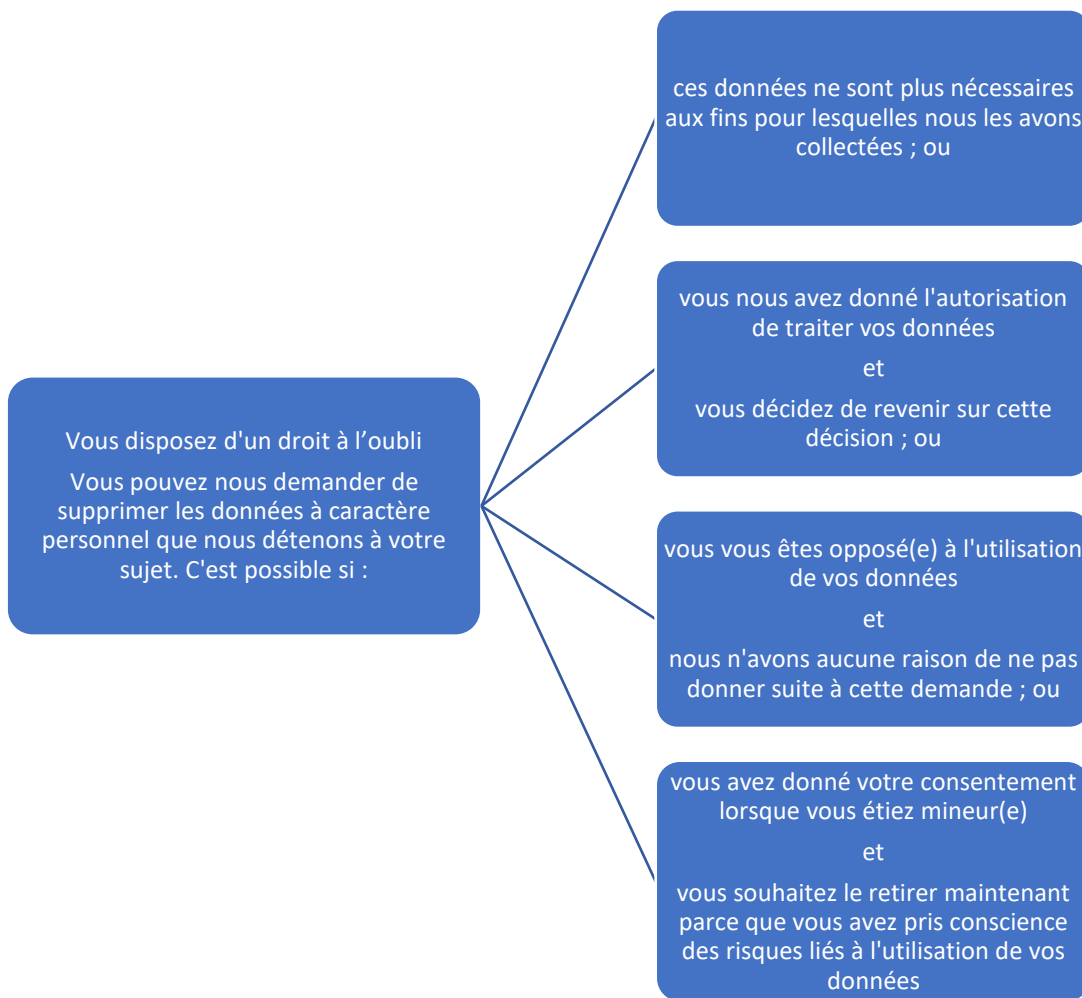 Vous disposez d'un droit à l’oubli
Vous pouvez nous demander de
supprimer les données à caractère
personnel que nous détenons à votre
sujet. C'est possible si :
ces données ne sont plus nécessaires
aux fins pour lesquelles nous les avons
collectées ; ou
vous nous avez donné l'autorisation
de traiter vos données
et
vous décidez de revenir sur cette
décision ; ou
vous vous êtes opposé(e) à l'utilisation
de vos données
et
nous n'avons aucune raison de ne pas
donner suite à cette demande ; ou
vous avez donné votre consentement
lorsque vous étiez mineur(e)
et
vous souhaitez le retirer maintenant
parce que vous avez pris conscience
des risques liés à l'utilisation de vos
données